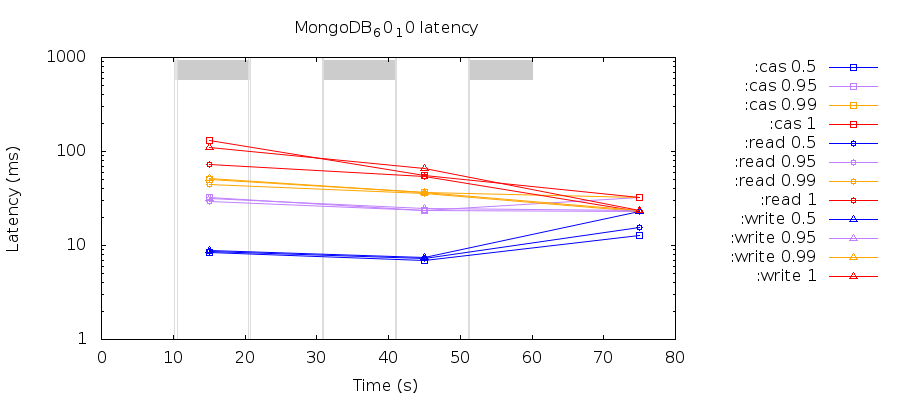 MongoDB₆0₁0 latency
Latency (ms)
1000
100
10
1
0 10 20 30 40 50 60 70 80
Time (s)
:cas 0.5
:cas 0.95
:cas 0.99
:cas 1
:read 0.5
:read 0.95
:read 0.99
:read 1
:write 0.5
:write 0.95
:write 0.99
:write 1